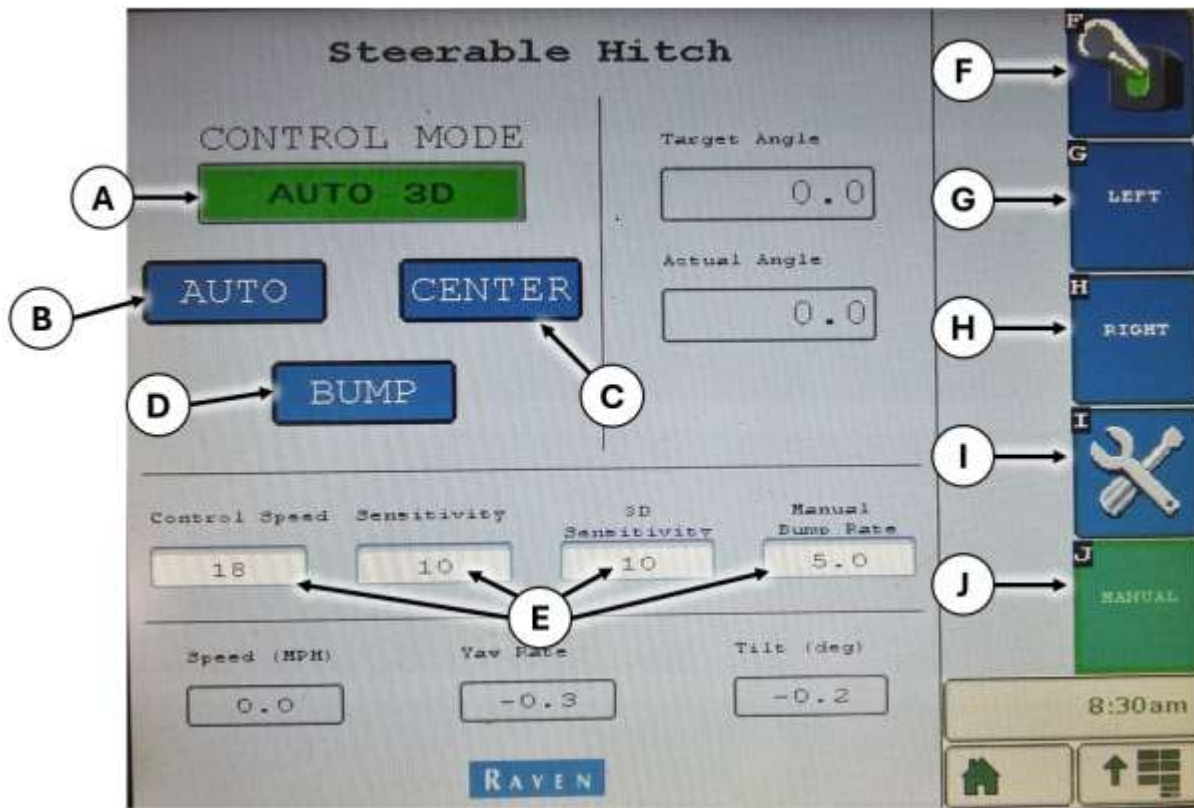 Steerable Hitch
CONTROL MODE
AUTO 3D
AUTO
CENTER
BUMP
Target Angle
0.0
Actual Angle
0.0
Control Speed
18
Sensitivity
10
3D
Sensitivity
10
Manual
Bump Rate
5.0
Speed (MPH)
0.0
Yaw Rate
-0.3
Tilt (deg)
-0.2
RAVEN
A
B
C
D
E
F
F
G
G
LEFT
H
H
RIGHT
I
I
J
J
MANUAL
8:30am